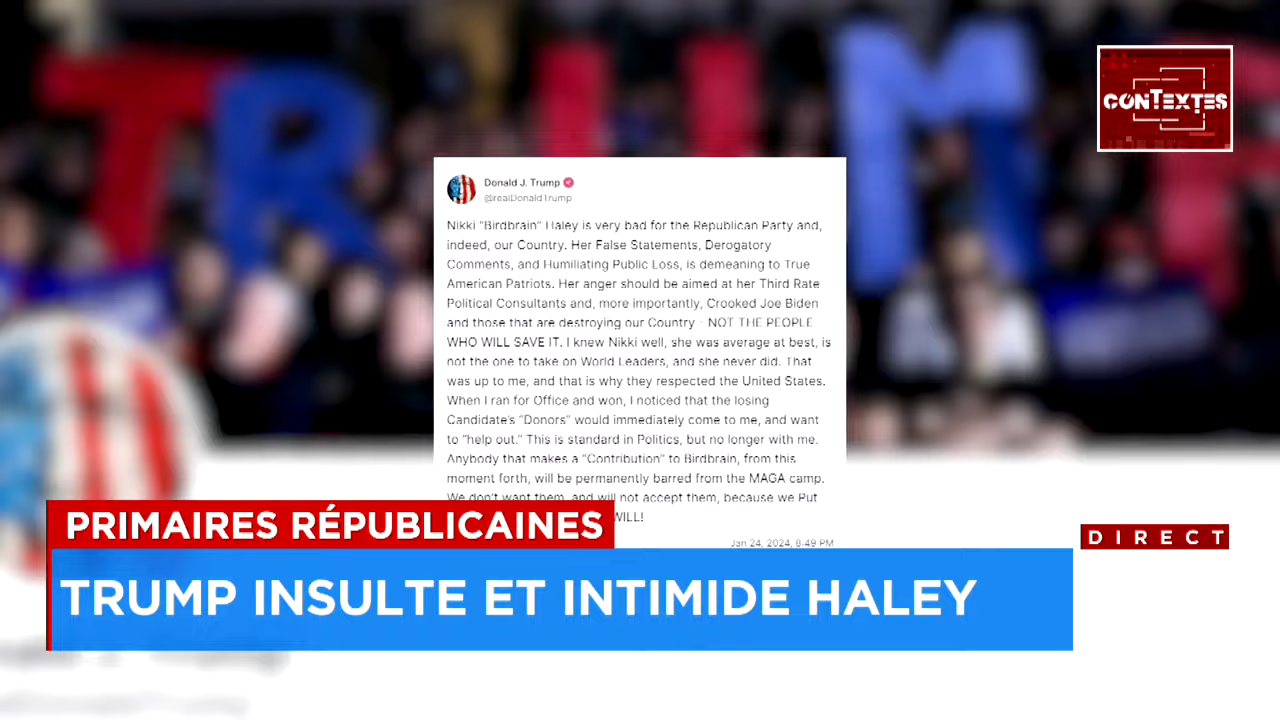 TRUMP
CONTEXTES
Donald J. Trump
@realDonaldTrump
Nikki "Birdbrain" Haley is very bad for the Republican Party and,
indeed, our Country. Her False Statements, Derogatory
Comments, and Humiliating Public Loss, is demeaning to True
American Patriots. Her anger should be aimed at her Third Rate
Political Consultants and, more importantly, Crooked Joe Biden
and those that are destroying our Country - NOT THE PEOPLE
WHO WILL SAVE IT. I knew Nikki well, she was average at best, is
not the one to take on World Leaders, and she never did. That
was up to me, and that is why they respected the United States.
When I ran for Office and won, I noticed that the losing
Candidate's "Donors" would immediately come to me, and want
to "help out." This is standard in Politics, but no longer with me.
Anybody that makes a "Contribution" to Birdbrain, from this
moment forth, will be permanently barred from the MAGA camp.
We don't want them, and will not accept them, because we Put
WILL!
Jan 24, 2024, 8:49 PM
PRIMAIRES RÉPUBLICAINES
TRUMP INSULTE ET INTIMIDE HALEY
DIRECT